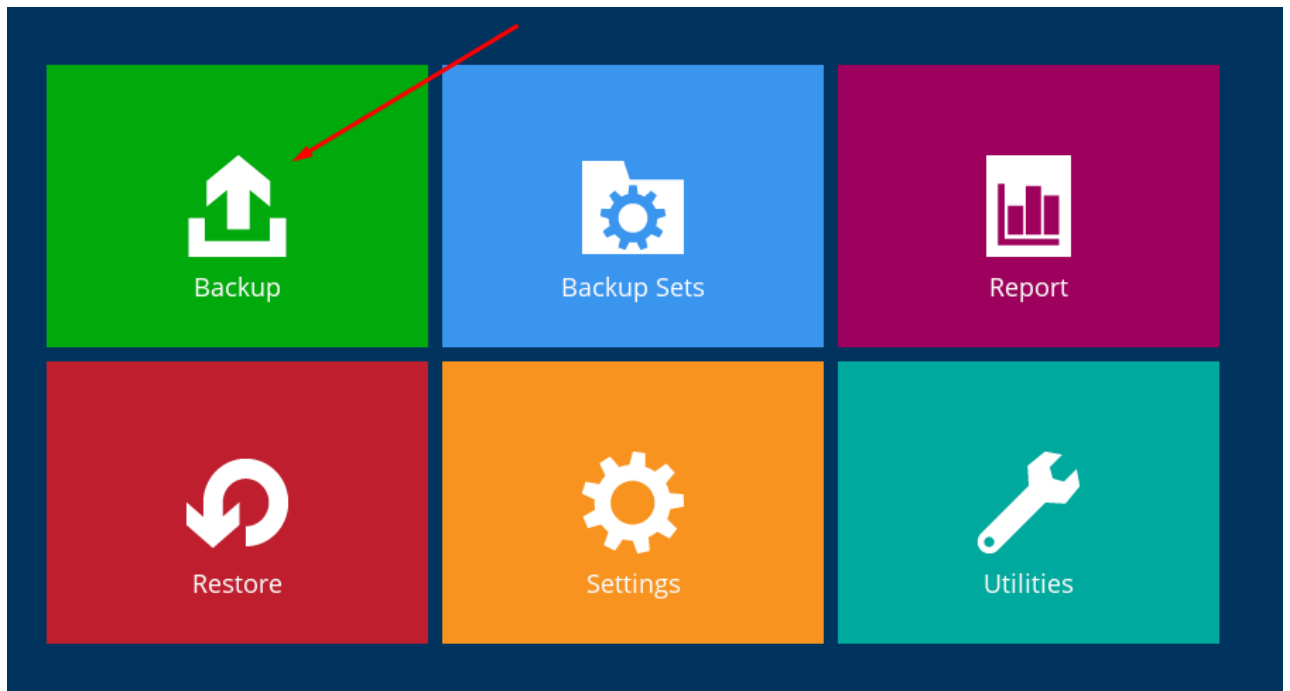 Backup
Backup Sets
Report
Restore
Settings
Utilities